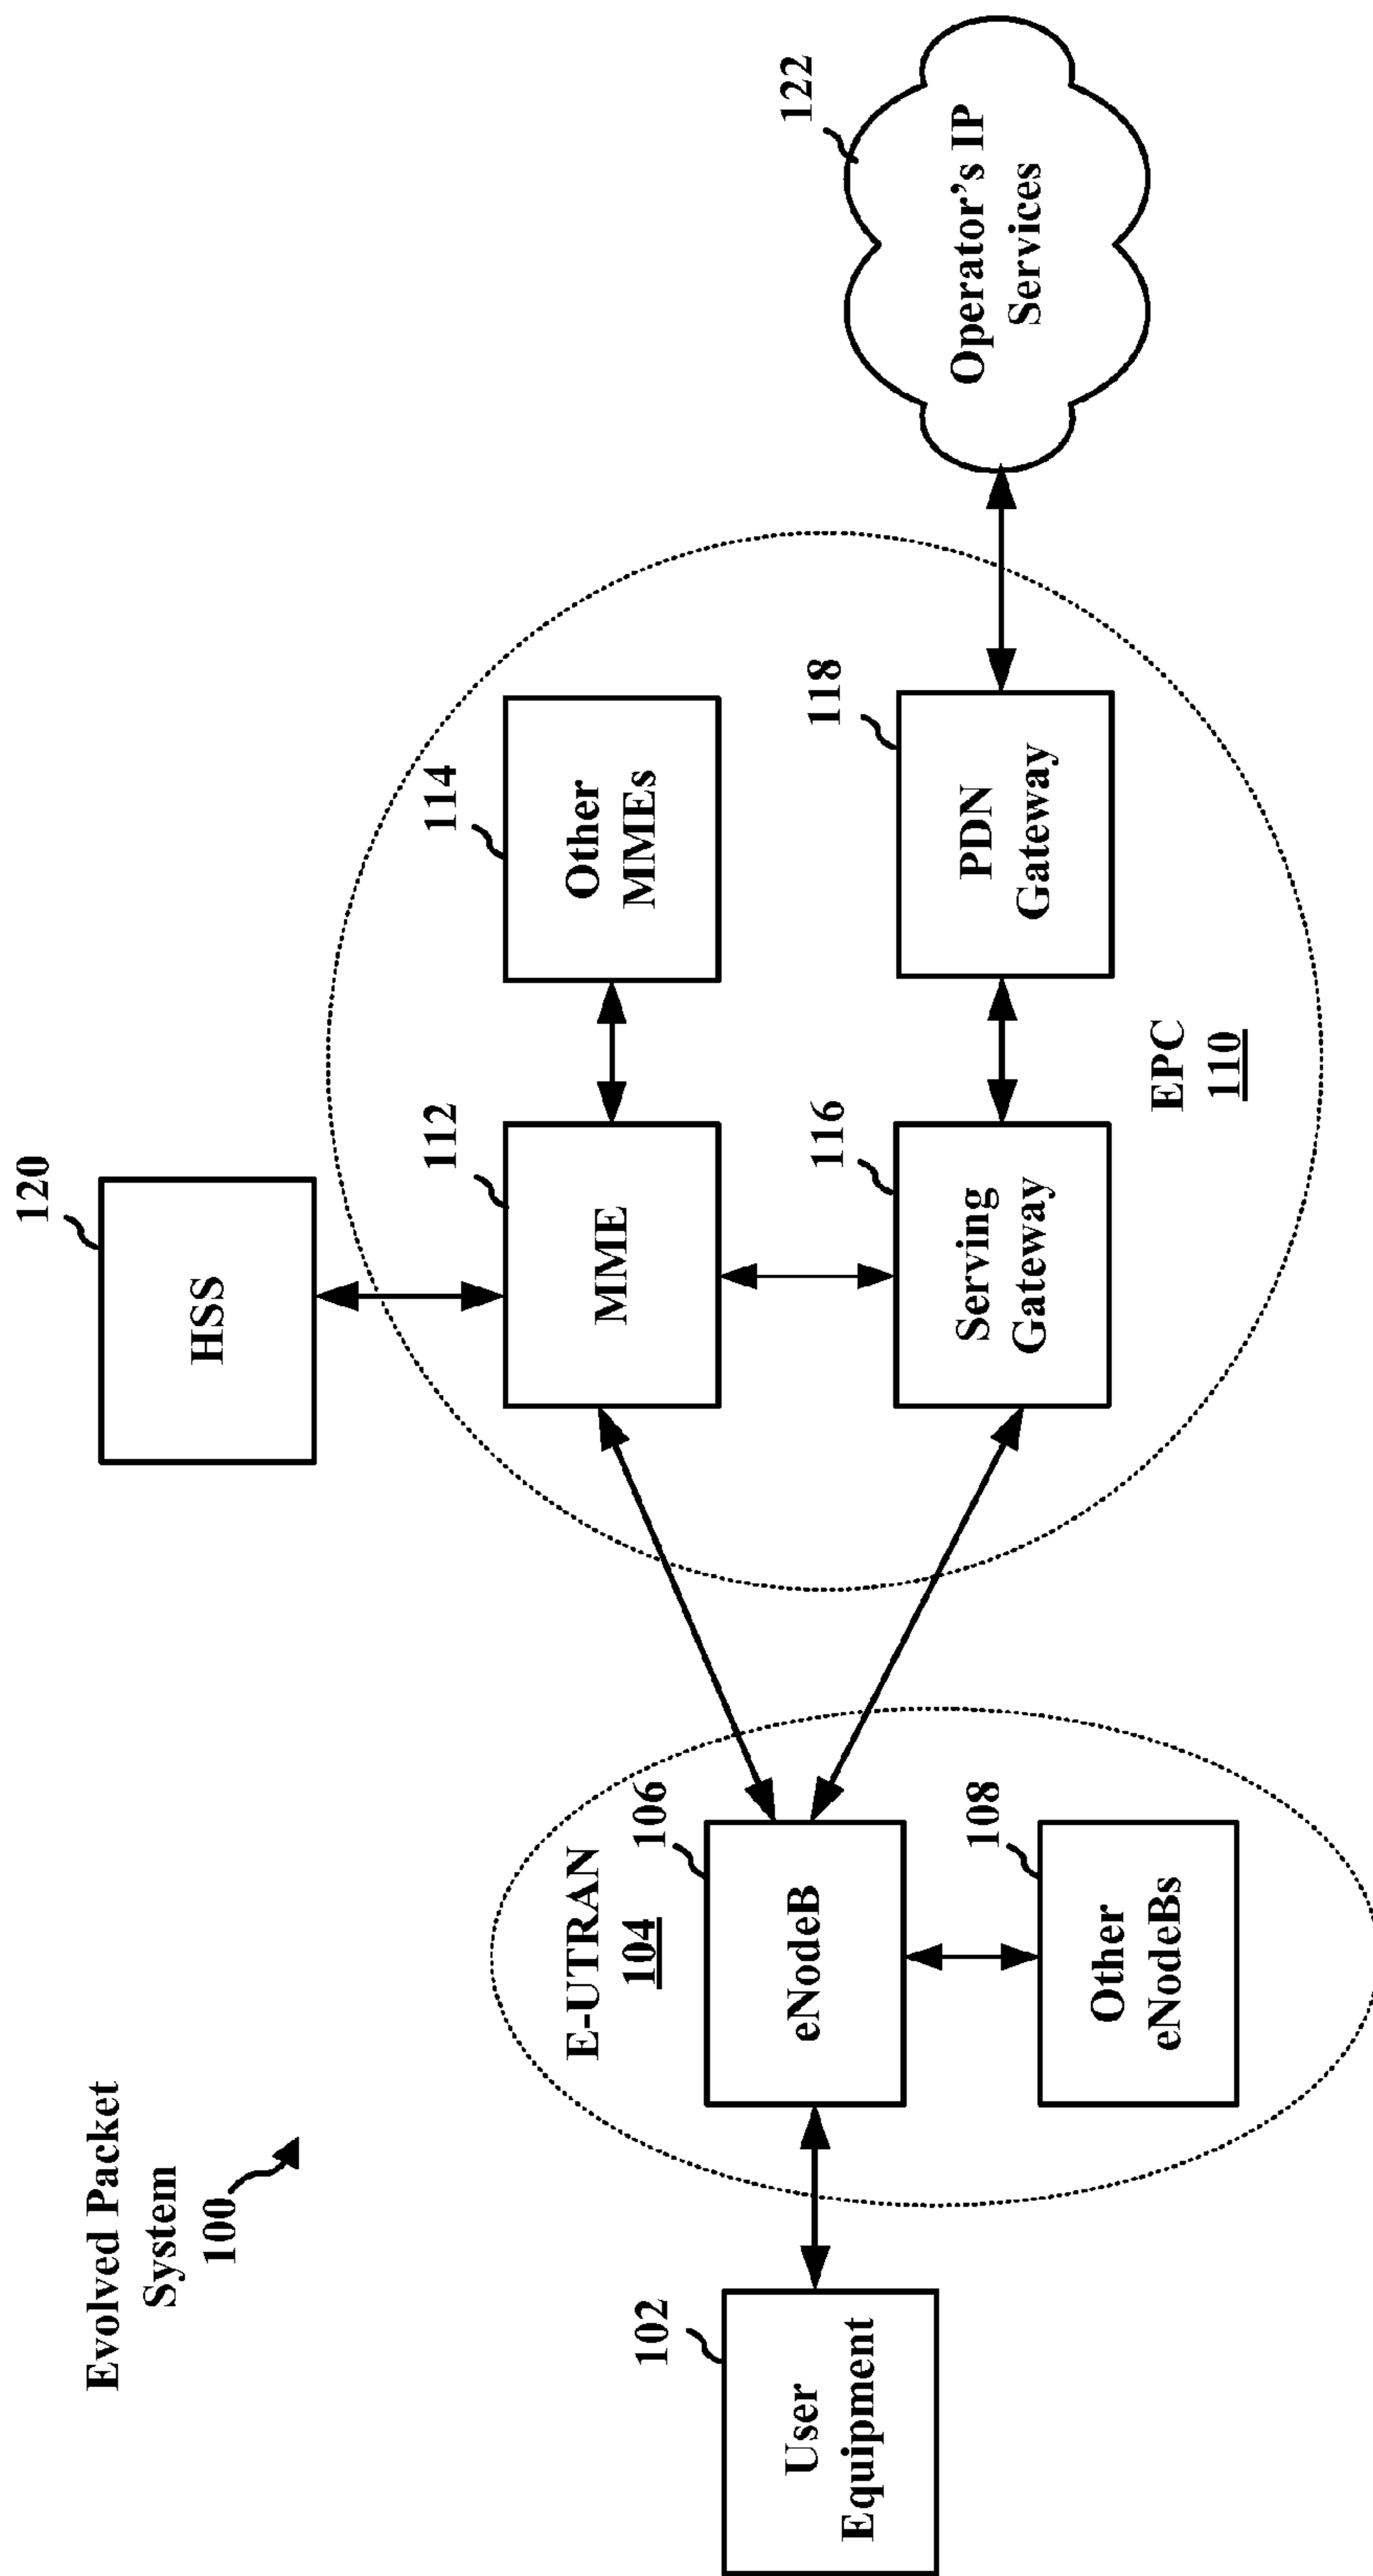 Evolved Packet
System
100
HSS
120
E-UTRAN
104
MME
112
Other
MMEs
114
User
Equipment
102
eNodeB
106
Other
eNodeBs
108
Serving
Gateway
116
PDN
Gateway
118
EPC
110
Operator’s IP
Services
122